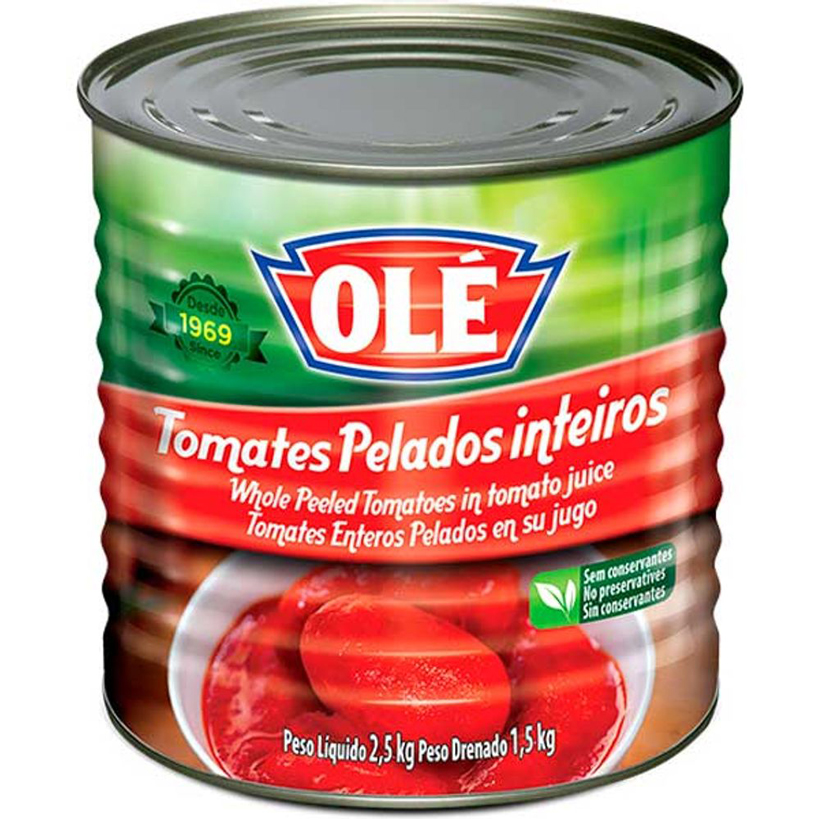 OLÉ
Desde
1969
Since
Tomates Pelados inteiros
Whole Peeled Tomatoes in tomato juice
Tomates Enteros Pelados en su jugo
Sem conservantes
No preservatives
Sin conservantes
Peso Líquido 2,5 kg Peso Drenado 1,5 kg